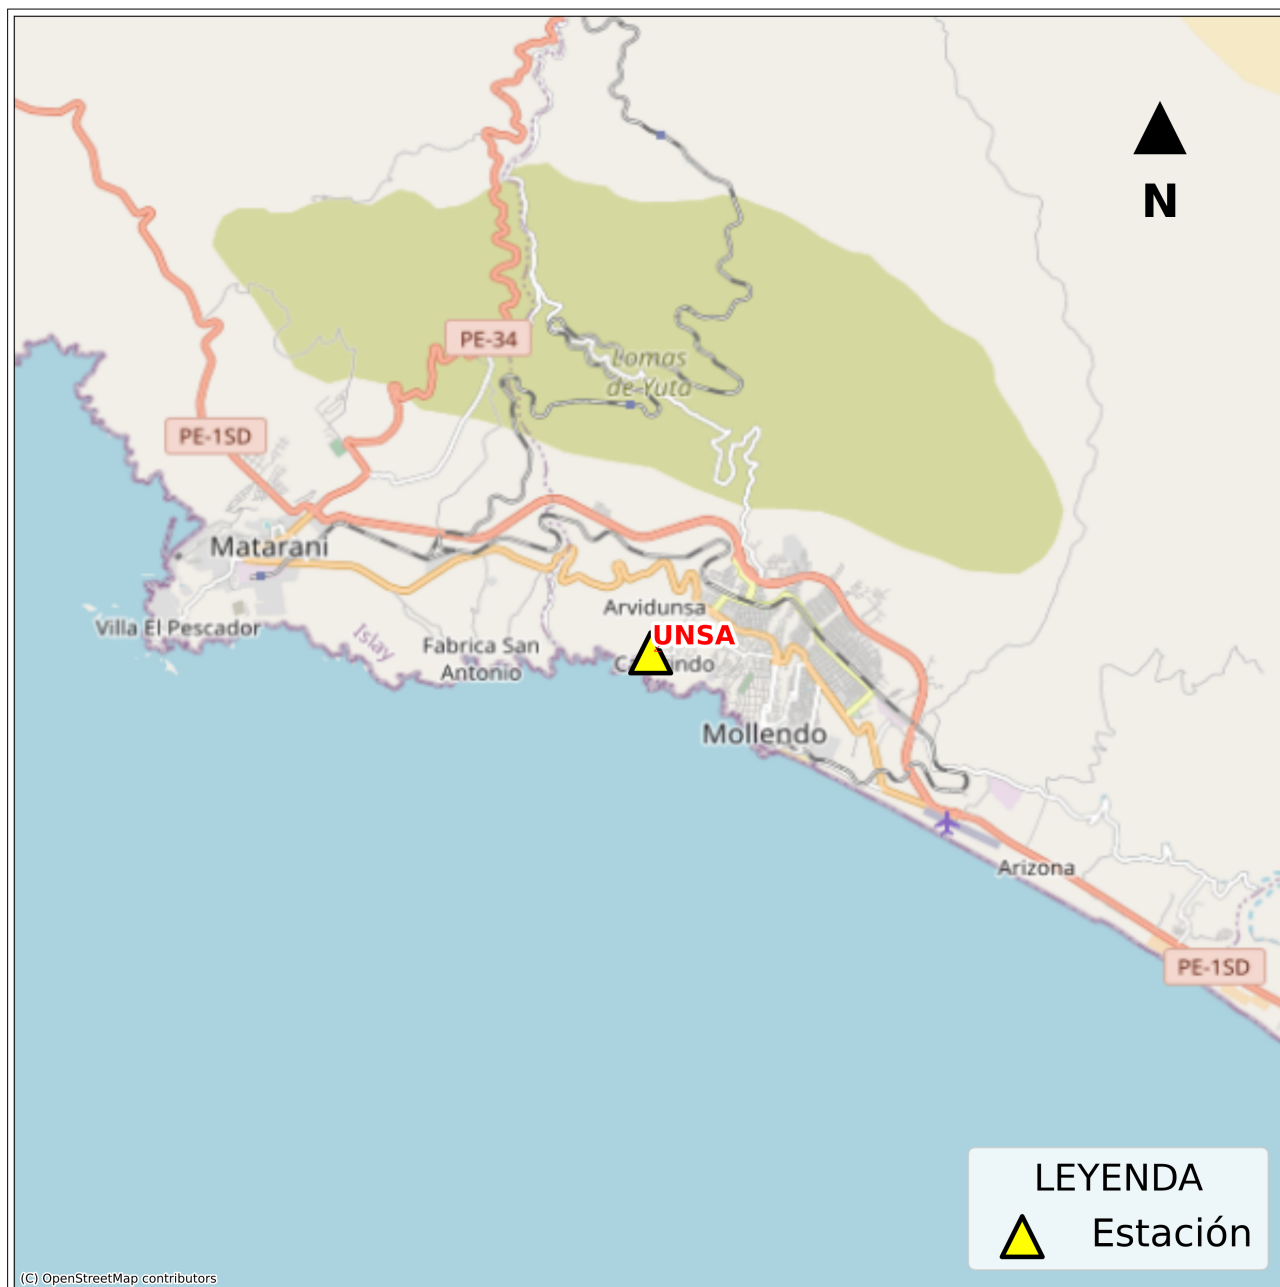 N
PE-34
Lomas
de Yuta
PE-1SD
Matarani
Arvidunsa
Villa El Pescador
Islay
Fabrica San
Antonio
UNSA
Mollendo
Arizona
PE-1SD
LEYENDA
Estación
(C) OpenStreetMap contributors